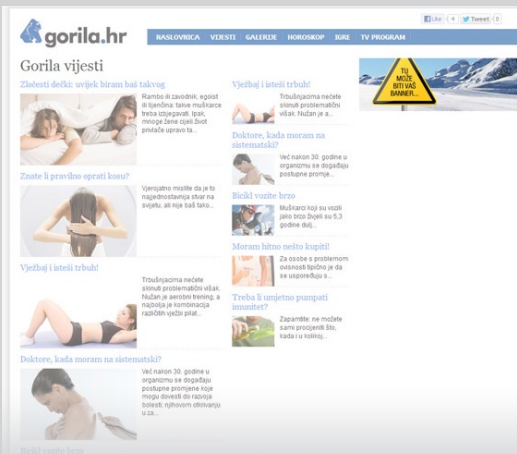 Like 4 Tweet 0
gorila.hr
NASLOVNICA VIJESTI GALERIJE HOROSKOP IGRE TV PROGRAM
Gorila vijesti
Zločesti dečki: uvijek biram baš takvog
Rambo ili zavodnik, egoist
ili ljenčina: takve muškarce
treba izbjegavati. Ipak,
mnoge žene cijeli život
privlače upravo ta...
Znate li pravilno oprati kosu?
Vjerojatno mislite da je to
najjednostavnija stvar na
svijetu, ali nije baš tako...
Vježbaj i istesi trbuh!
Trbušnjacima nećete
skinuti problematični višak.
Nužan je aerobni trening, a
najbolja je kombinacija
različitih vježbi pilat...
Doktore, kada moram na sistematski?
Već nakon 30. godine u
organizmu se događaju
postupne promjene koje
mogu dovesti do razvoja
bolesti, njihovom otkrivanju
u za...
Bicikl vozite brzo
Vježbaj i istesi trbuh!
Trbušnjacima nećete
skinuti problematični
višak. Nužan je a...
Doktore, kada moram na
sistematski?
Već nakon 30. godine u
organizmu se događaju
postupne promje...
Bicikl vozite brzo
Muškarci koji su vozili
jako brzo živjeli su 5,3
godine dulj...
Moram hitno nešto kupiti!
Za osobe s problemom
ovisnosti tipično je da
se uspoređuju s...
Treba li umjetno pumpati
imunitet?
Zapamtite: ne možete
sami procijeniti što,
kada i u kolikoj...
TU
MOŽE
BITI VAŠ
BANNER...